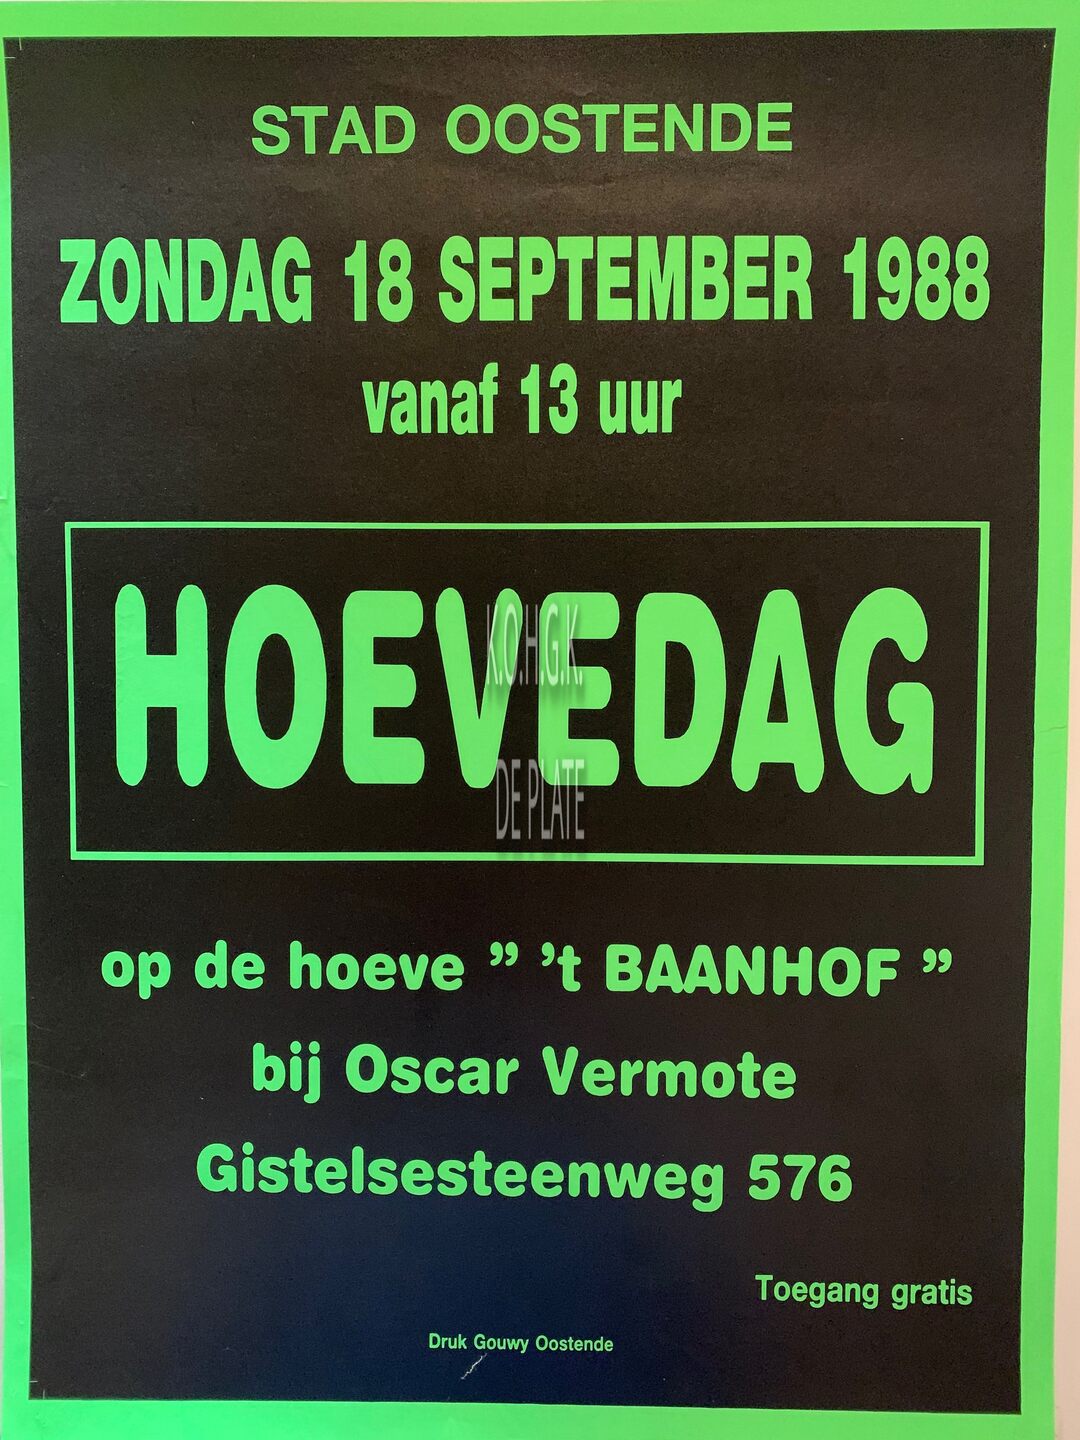 STAD OOSTENDE
ZONDAG 18 SEPTEMBER 1988
vanaf 13 uur
HOEVEDAG
K.O.H.G.K.
DE PLATE
op de hoeve ” ’t BAANHOF ”
bij Oscar Vermote
Gistelsesteenweg 576
Toegang gratis
Druk Gouwy Oostende